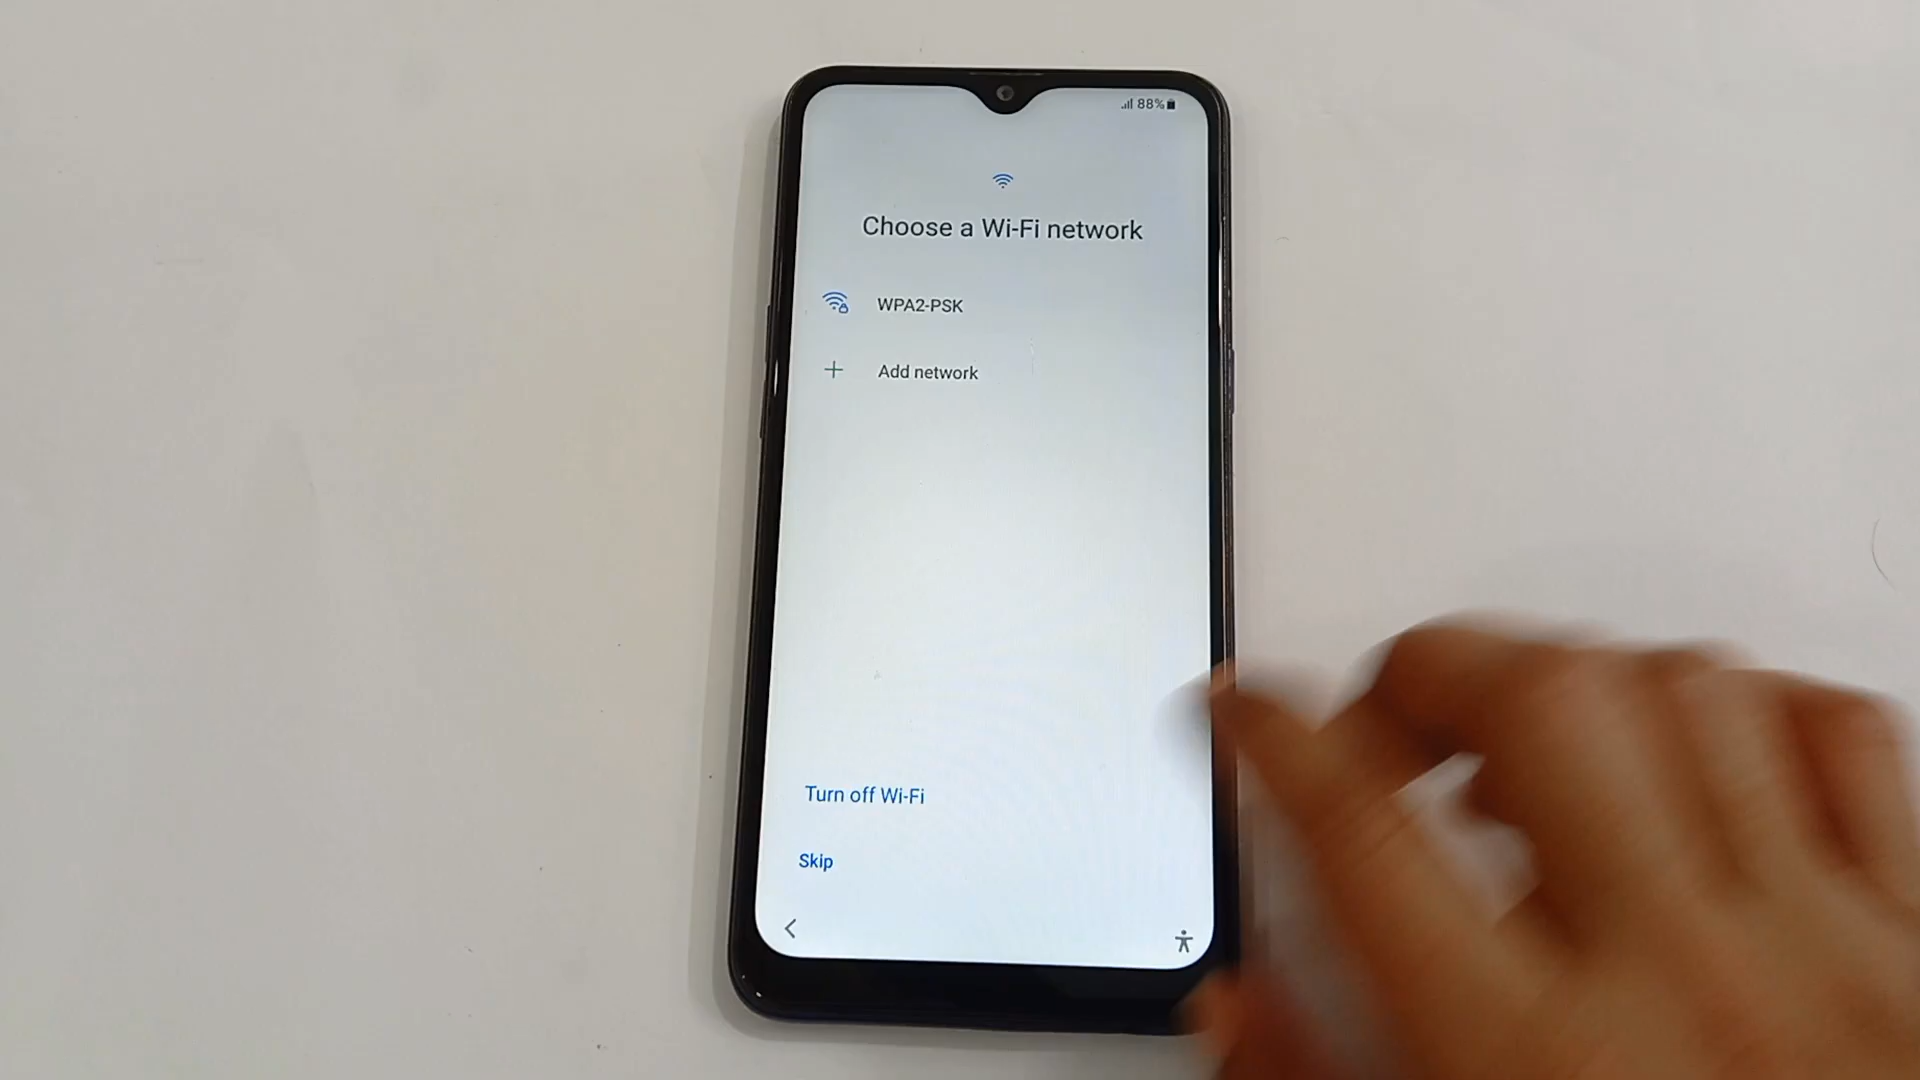 88%
Choose a Wi-Fi network
WPA2-PSK
Add network
Turn off Wi-Fi
Skip